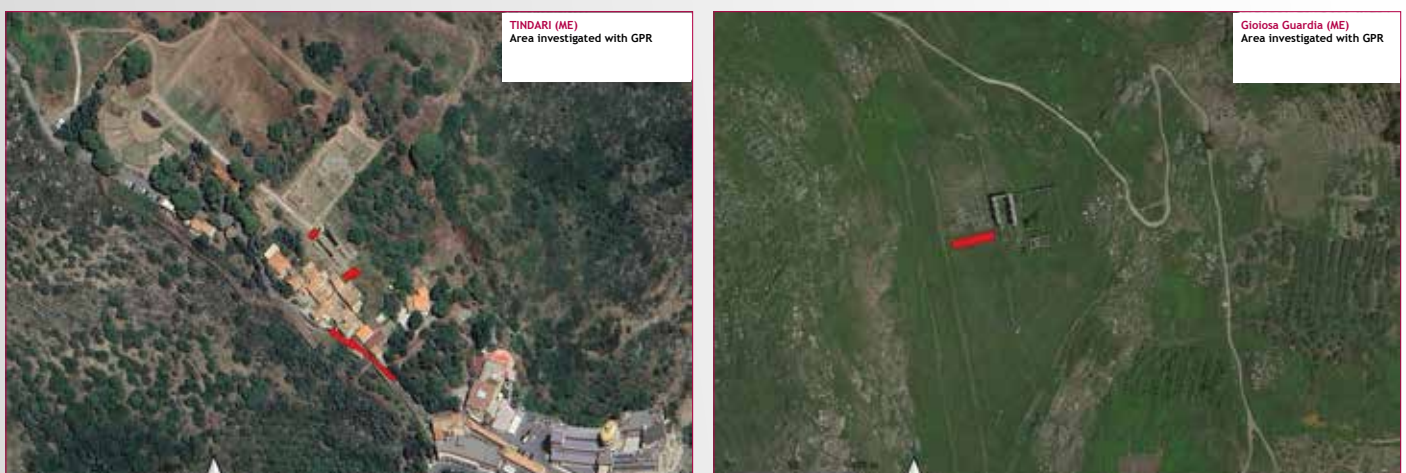 TINDARI (ME)
Area investigated with GPR
Gioiosa Guardia (ME)
Area investigated with GPR